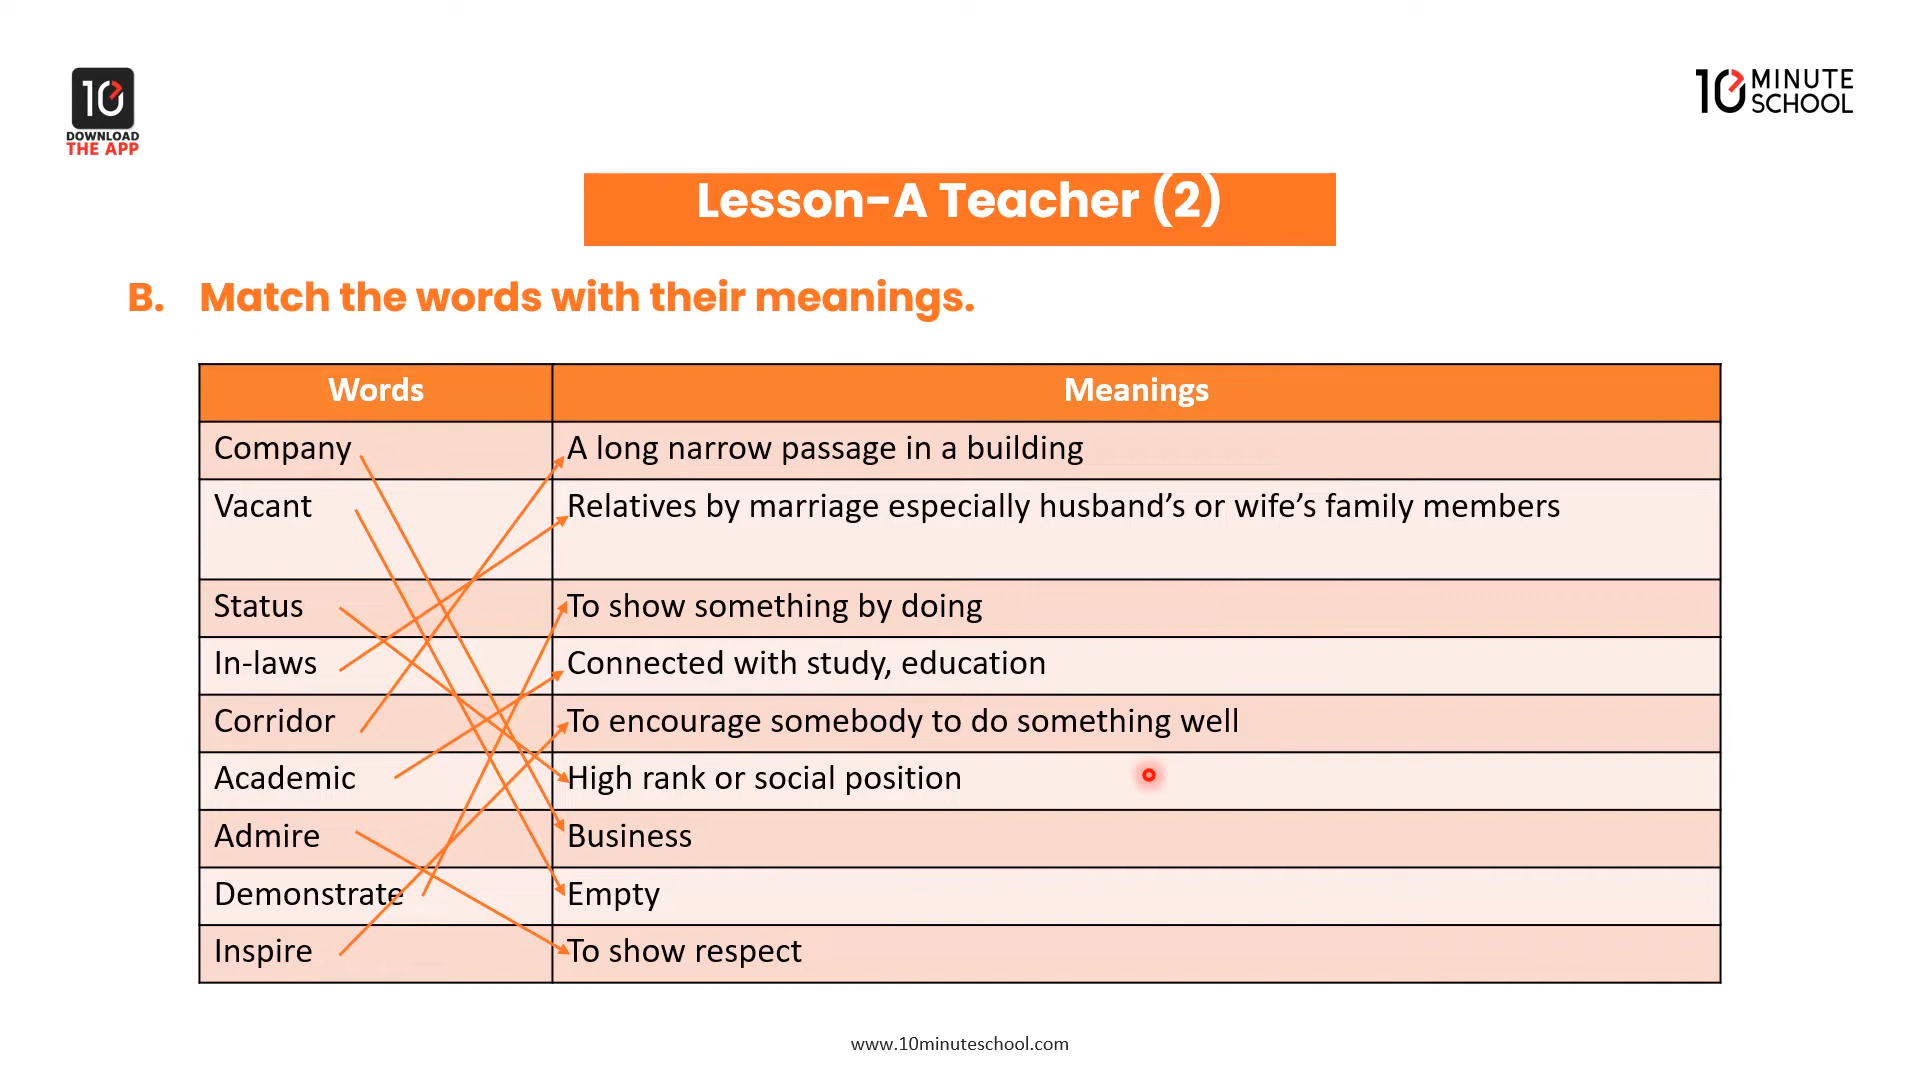 10
DOWNLOAD
THE APP
10 MINUTE
SCHOOL
Lesson-A Teacher (2)
B. Match the words with their meanings.
Words Meanings
Company A long narrow passage in a building
Vacant Relatives by marriage especially husband’s or wife’s family members
Status To show something by doing
In-laws Connected with study, education
Corridor To encourage somebody to do something well
Academic High rank or social position
Admire Business
Demonstrate Empty
Inspire To show respect
www.10minuteschool.com